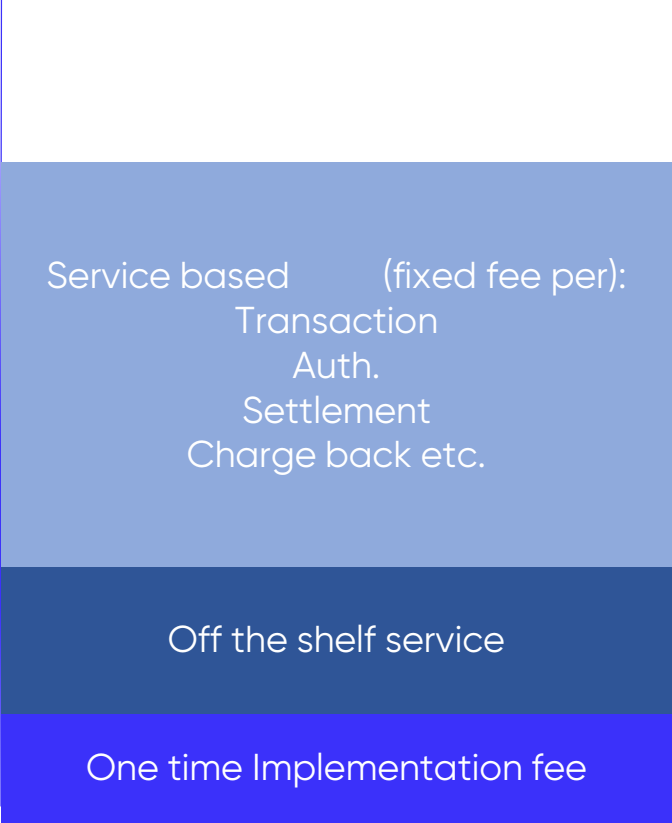 Service based (fixed fee per):
Transaction
Auth.
Settlement
Charge back etc.
Off the shelf service
One time Implementation fee